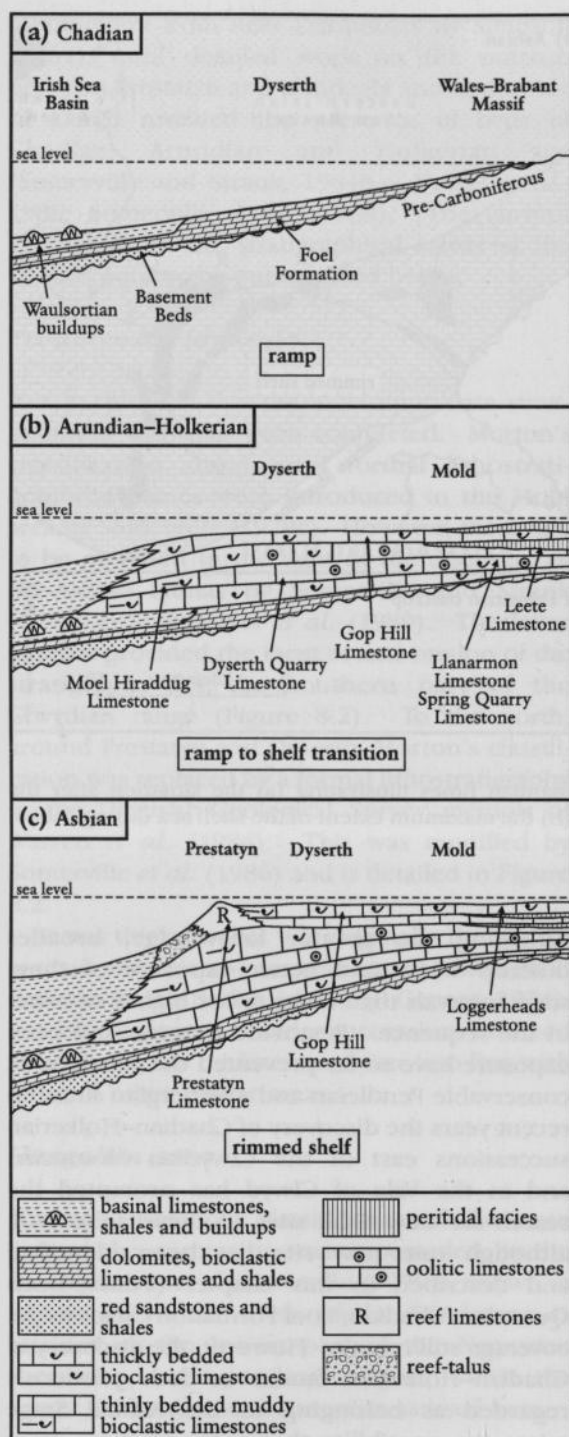 (a) Chadian
Irish Sea
Basin
Dyserth
Wales–Brabant
Massif
sea level
Pre-Carboniferous
Foel
Formation
Basement
Beds
Waulsortian
buildups
ramp
(b) Arundian–Holkerian
Dyserth
Mold
sea level
Leete
Limestone
Gop Hill
Limestone
Llanarmon
Limestone
Spring Quarry
Limestone
Dyserth Quarry
Limestone
Moel Hiraddug
Limestone
ramp to shelf transition
(c) Asbian
Prestatyn
Dyserth
Mold
sea level
R
Loggerheads
Limestone
Gop Hill
Limestone
Prestatyn
Limestone
rimmed shelf
basinal limestones,
shales and buildups
dolomites, bioclastic
limestones and shales
red sandstones and
shales
thickly bedded
bioclastic limestones
thinly bedded muddy
bioclastic limestones
peritidal facies
oolitic limestones
R reef limestones
reef-talus